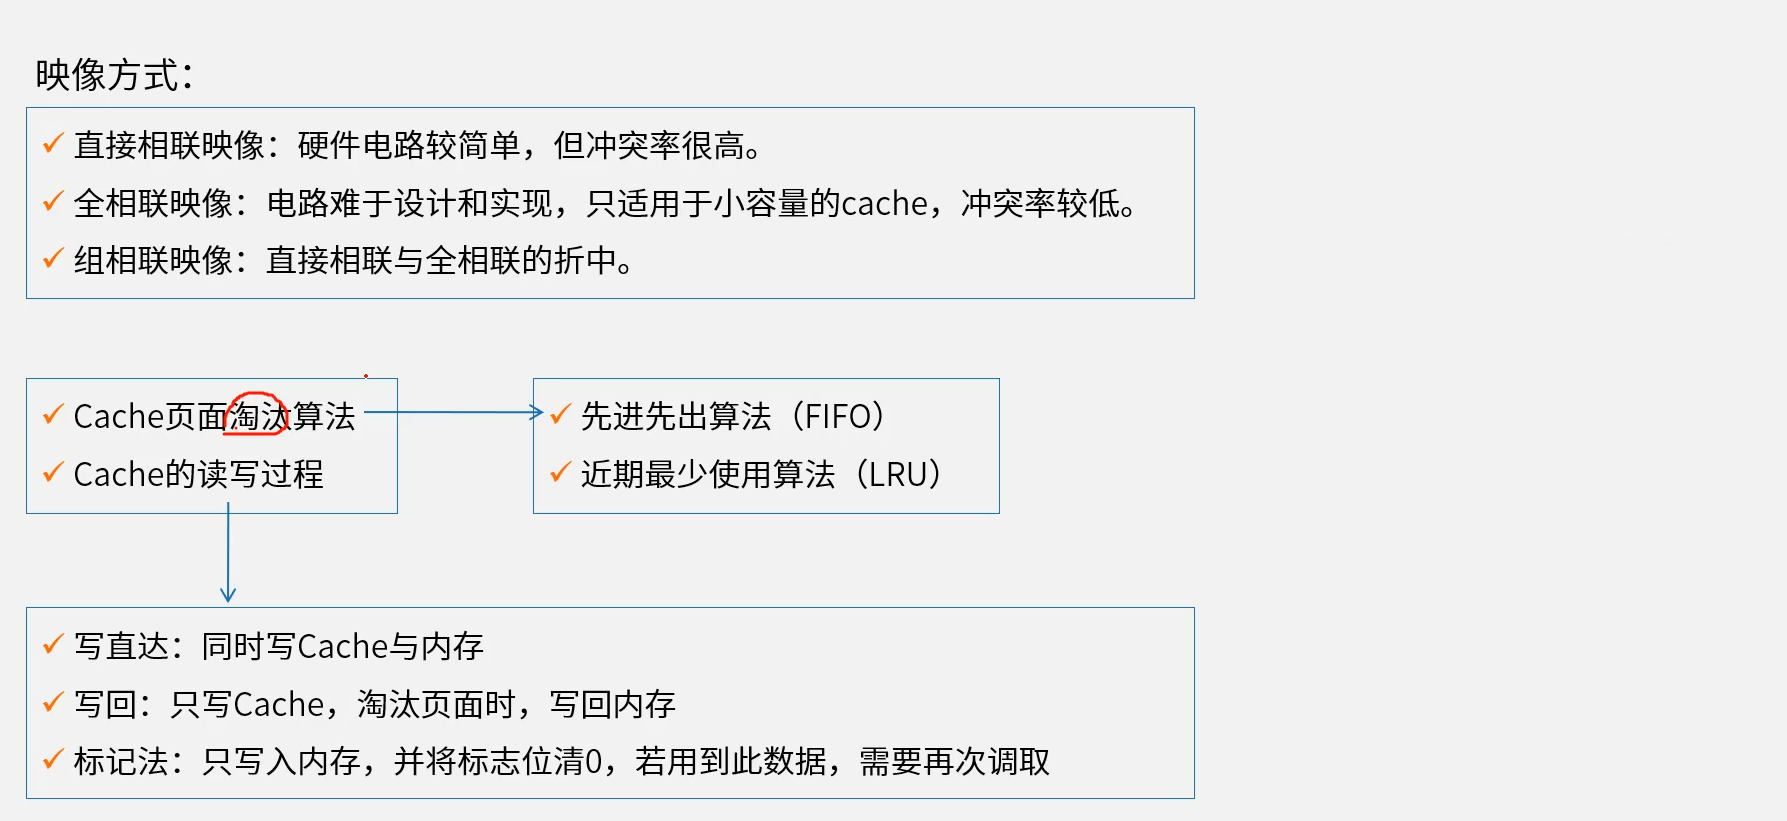 映像方式：
直接相联映像：硬件电路较简单，但冲突率很高。
全相联映像：电路难于设计和实现，只适用于小容量的cache，冲突率较低。
组相联映像：直接相联与全相联的折中。
Cache页面淘汰算法
Cache的读写过程
先进先出算法（FIFO）
近期最少使用算法（LRU）
写直达：同时写Cache与内存
写回：只写Cache，淘汰页面时，写回内存
标记法：只写入内存，并将标志位清0，若用到此数据，需要再次调取